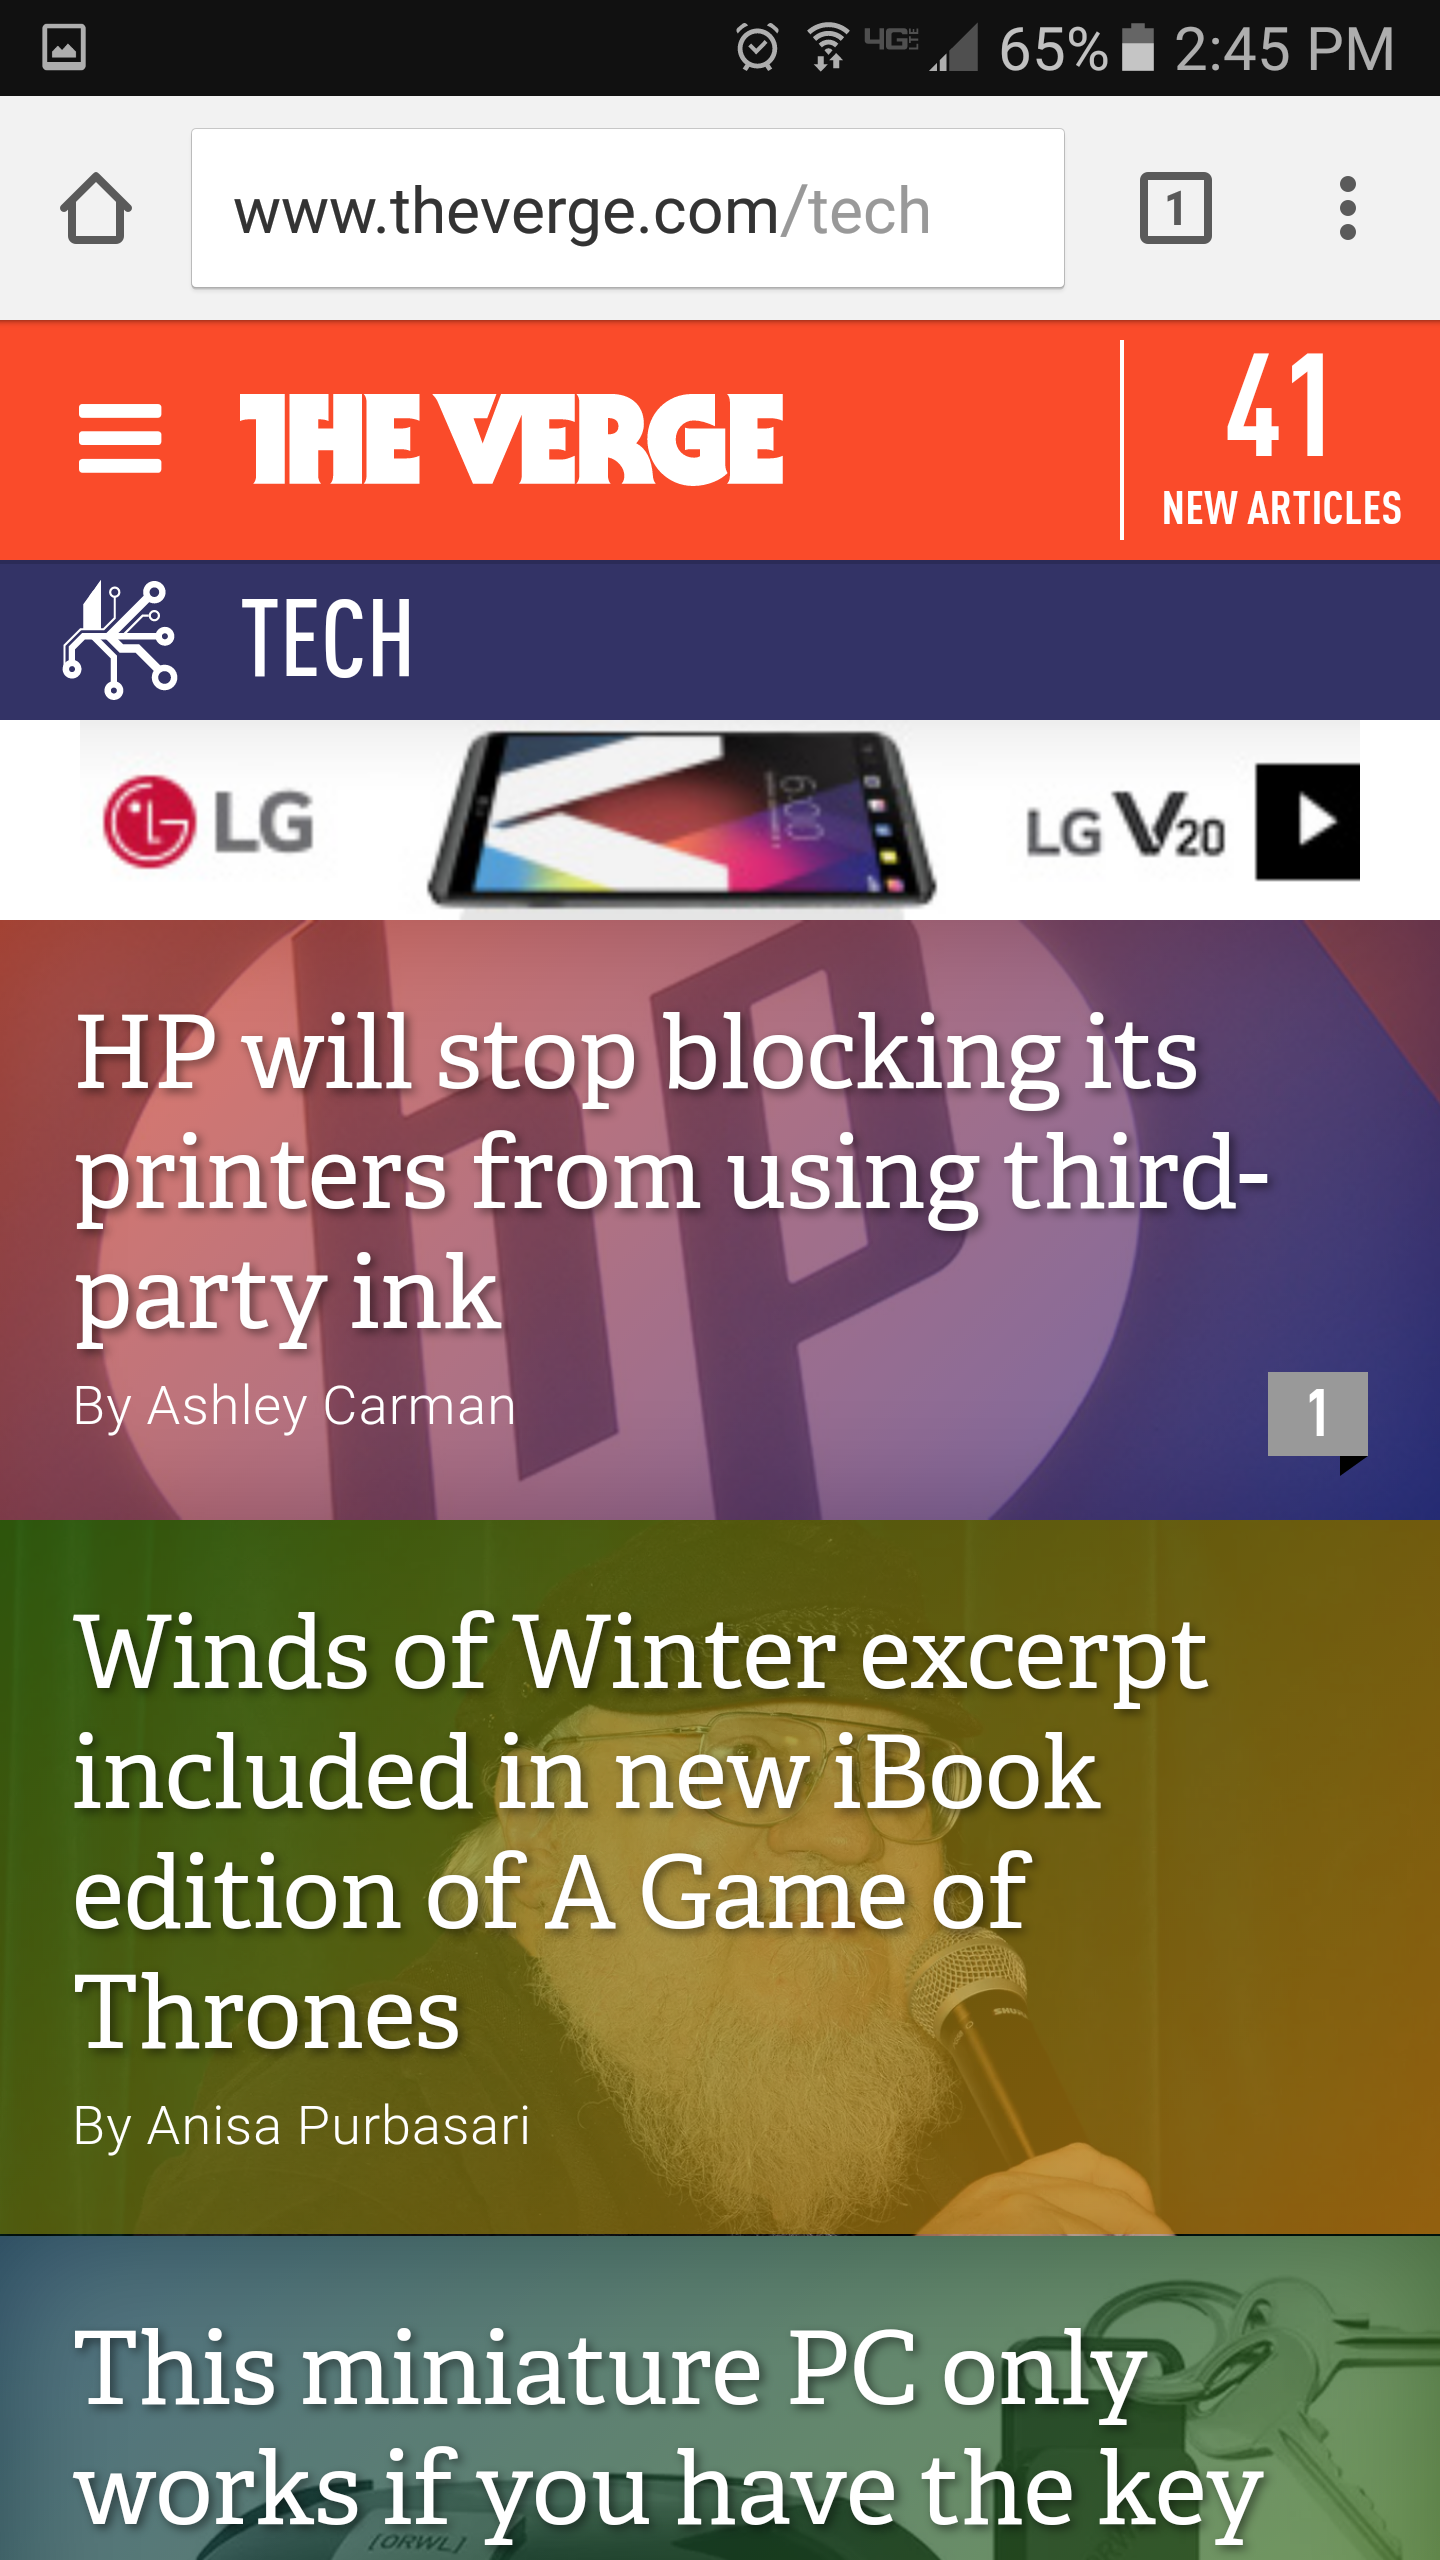 4G LTE 65% 2:45 PM
www.theverge.com/tech
1
THE VERGE
41
NEW ARTICLES
TECH
LG
LG V20
HP will stop blocking its
printers from using third-
party ink
By Ashley Carman
1
Winds of Winter excerpt
included in new iBook
edition of A Game of
Thrones
By Anisa Purbasari
This miniature PC only
works if you have the key
[ORWL]